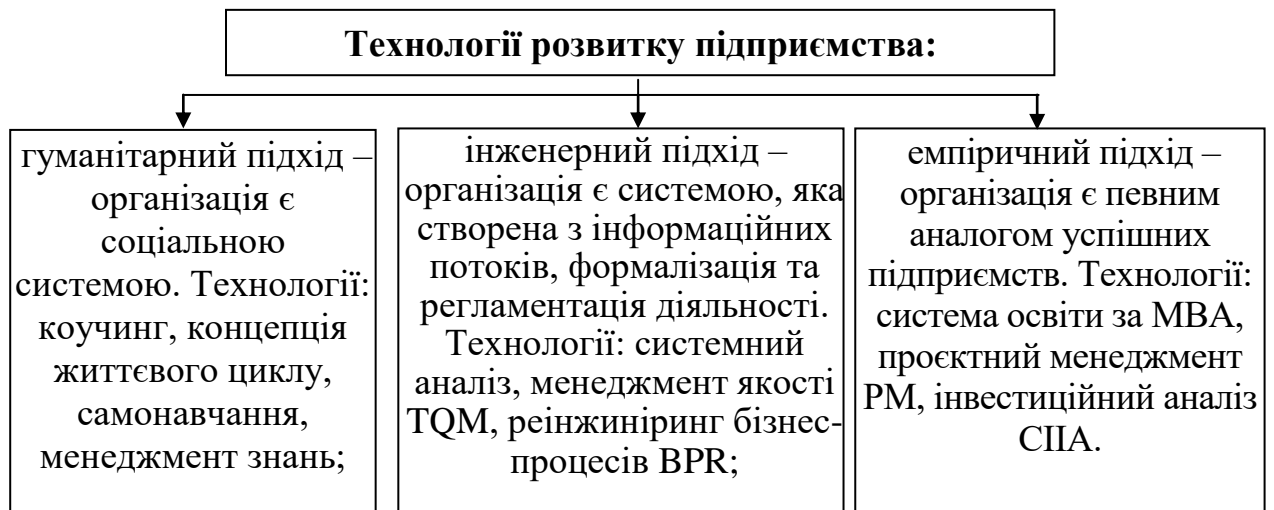 Технології розвитку підприємства:
гуманітарний підхід –
організація є
соціальною
системою. Технології:
коучинг, концепція
життєвого циклу,
самонавчання,
менеджмент знань;
інженерний підхід –
організація є системою, яка
створена з інформаційних
потоків, формалізація та
регламентація діяльності.
Технології: системний
аналіз, менеджмент якості
TQM, реінжиніринг бізнес-
процесів BPR;
емпіричний підхід –
організація є певним
аналогом успішних
підприємств. Технології:
система освіти за MBA,
проєктний менеджмент
PM, інвестиційний аналіз
CIIA.